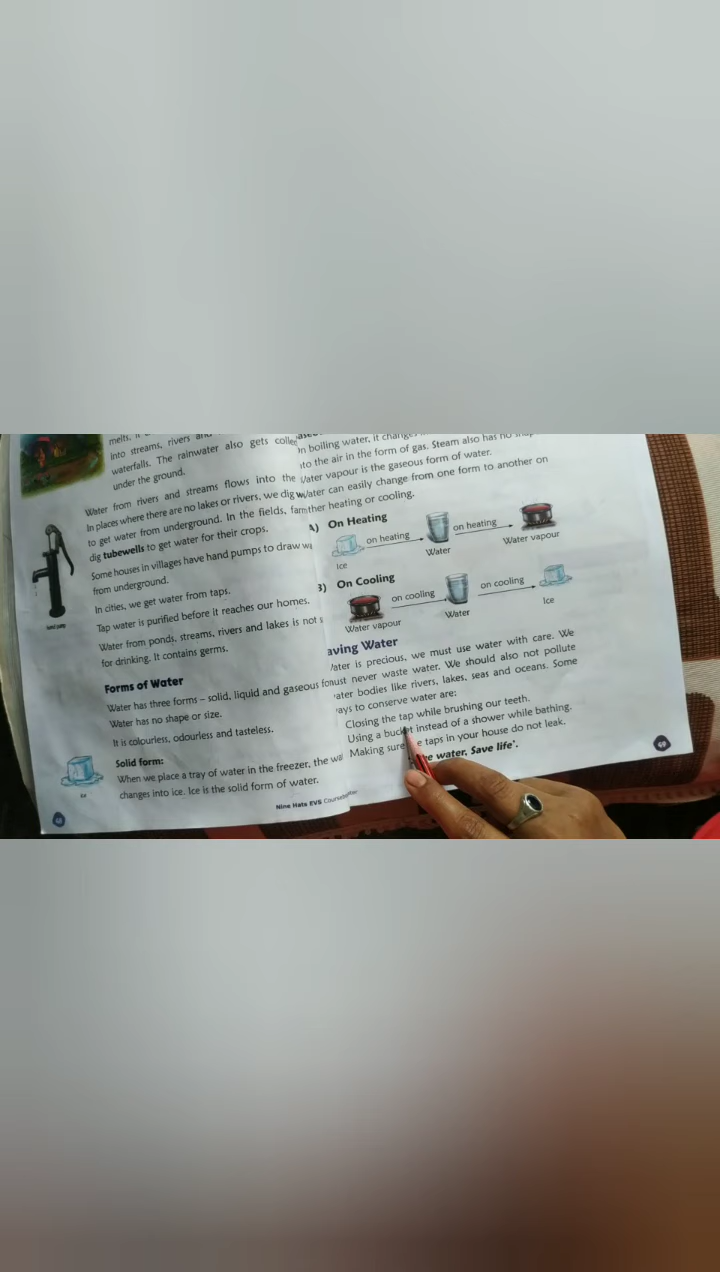 melts.
into streams, rivers
waterfalls. The rainwater also gets
under the ground.
Water from rivers and streams flows into the
In places where there are no lakes or rivers, we dig
to get water from underground. In the fields,
dig tubewells to get water for their crops.
Some houses in villages have hand pumps to draw
from underground.
In cities, we get water from taps.
Tap water is purified before it reaches our homes.
Water from ponds, streams, rivers and lakes is not
for drinking. It contains germs.
Forms of Water
Water has three forms – solid, liquid and gaseous
Water has no shape or size.
It is colourless, odourless and tasteless.
Solid form:
When we place a tray of water in the freezer, the
changes into ice. Ice is the solid form of water.
Nine Hats EVS
boiling water, it
into the air in the form of gas. Steam also has no
Water vapour is the gaseous form of water.
Water can easily change from one form to another on
heating or cooling.
A) On Heating
on heating
on heating
Ice
Water
Water vapour
B) On Cooling
on cooling
on cooling
Water vapour
Water
Ice
aving Water
Water is precious, we must use water with care. We
must never waste water. We should also not pollute
water bodies like rivers, lakes, seas and oceans. Some
ways to conserve water are:
Closing the tap while brushing our teeth.
Using a bucket instead of a shower while bathing.
Making sure taps in your house do not leak.
water, Save life'.
69